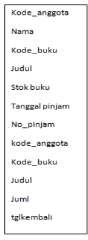 Kode_anggota
Nama
Kode_buku
Judul
Stok buku
Tanggal pinjam
No_pinjam
kode_anggota
Kode_buku
Judul
Juml
tglkembali